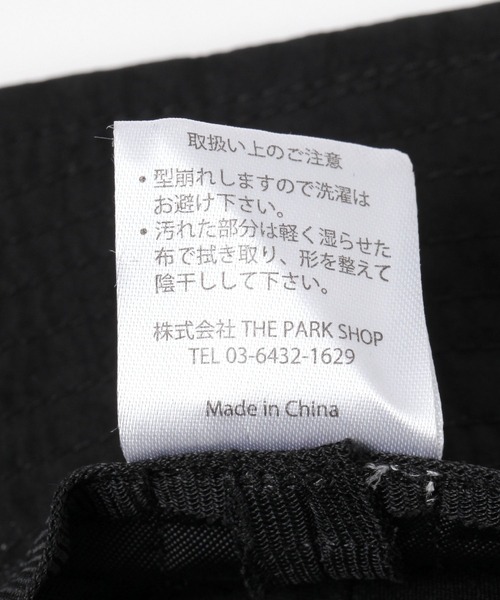 取扱い上のご注意
・型崩れしますので洗濯は
お避け下さい。
・汚れた部分は軽く湿らせた
布で拭き取り、形を整えて
陰干しして下さい。
株式会社 THE PARK SHOP
TEL 03-6432-1629
Made in China